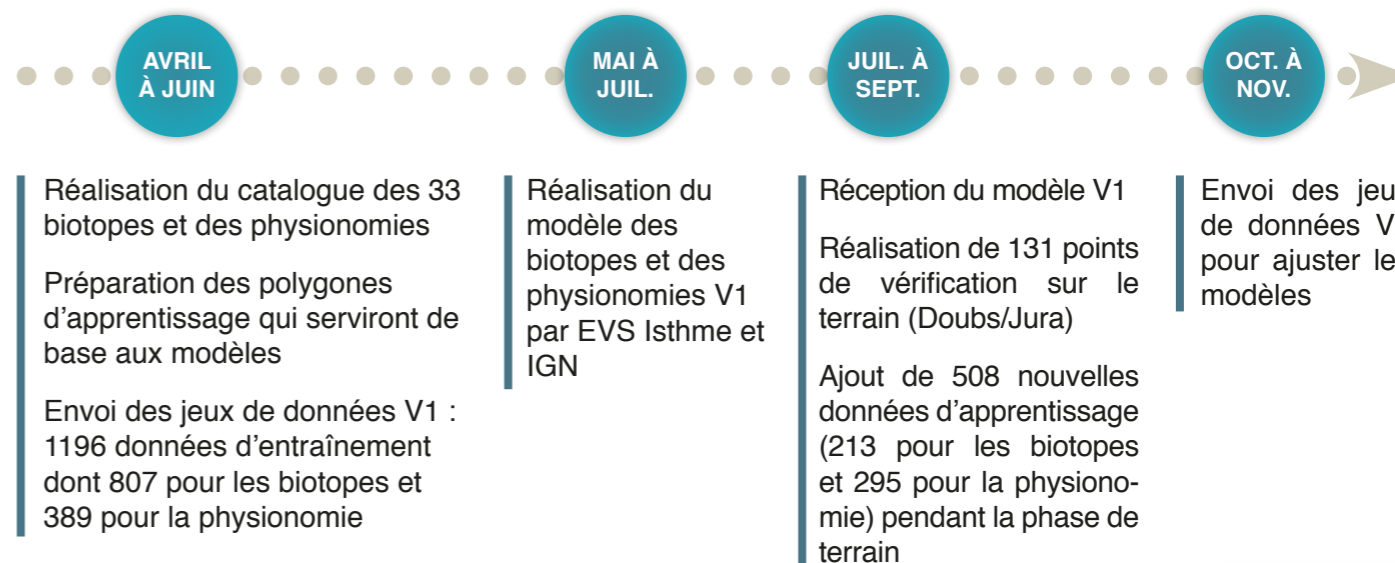 AVRIL
À JUIN
MAI À
JUIL.
JUIL. À
SEPT.
OCT. À
NOV.
Réalisation du catalogue des 33
biotopes et des physionomies
Préparation des polygones
d’apprentissage qui serviront de
base aux modèles
Envoi des jeux de données V1 :
1196 données d’entraînement
dont 807 pour les biotopes et
389 pour la physionomie
Réalisation du
modèle des
biotopes et des
physionomies V1
par EVS Isthme et
IGN
Réception du modèle V1
Réalisation de 131 points
de vérification sur le
terrain (Doubs/Jura)
Ajout de 508 nouvelles
données d’apprentissage
(213 pour les biotopes
et 295 pour la physiono-
mie) pendant la phase de
terrain
Envoi des jeu
de données V
pour ajuster le
modèles